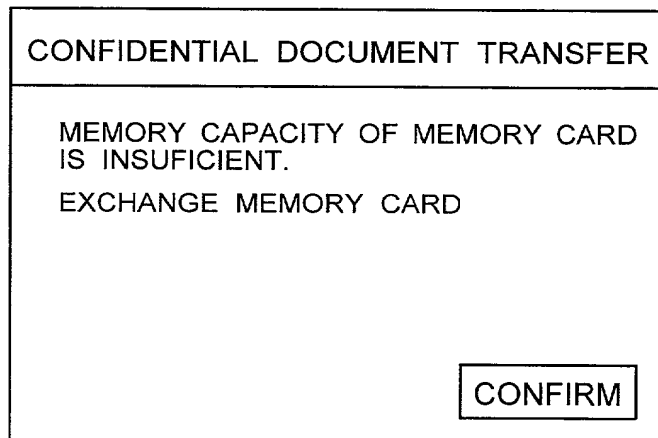 CONFIDENTIAL DOCUMENT TRANSFER
MEMORY CAPACITY OF MEMORY CARD
IS INSUFICIENT.
EXCHANGE MEMORY CARD
CONFIRM